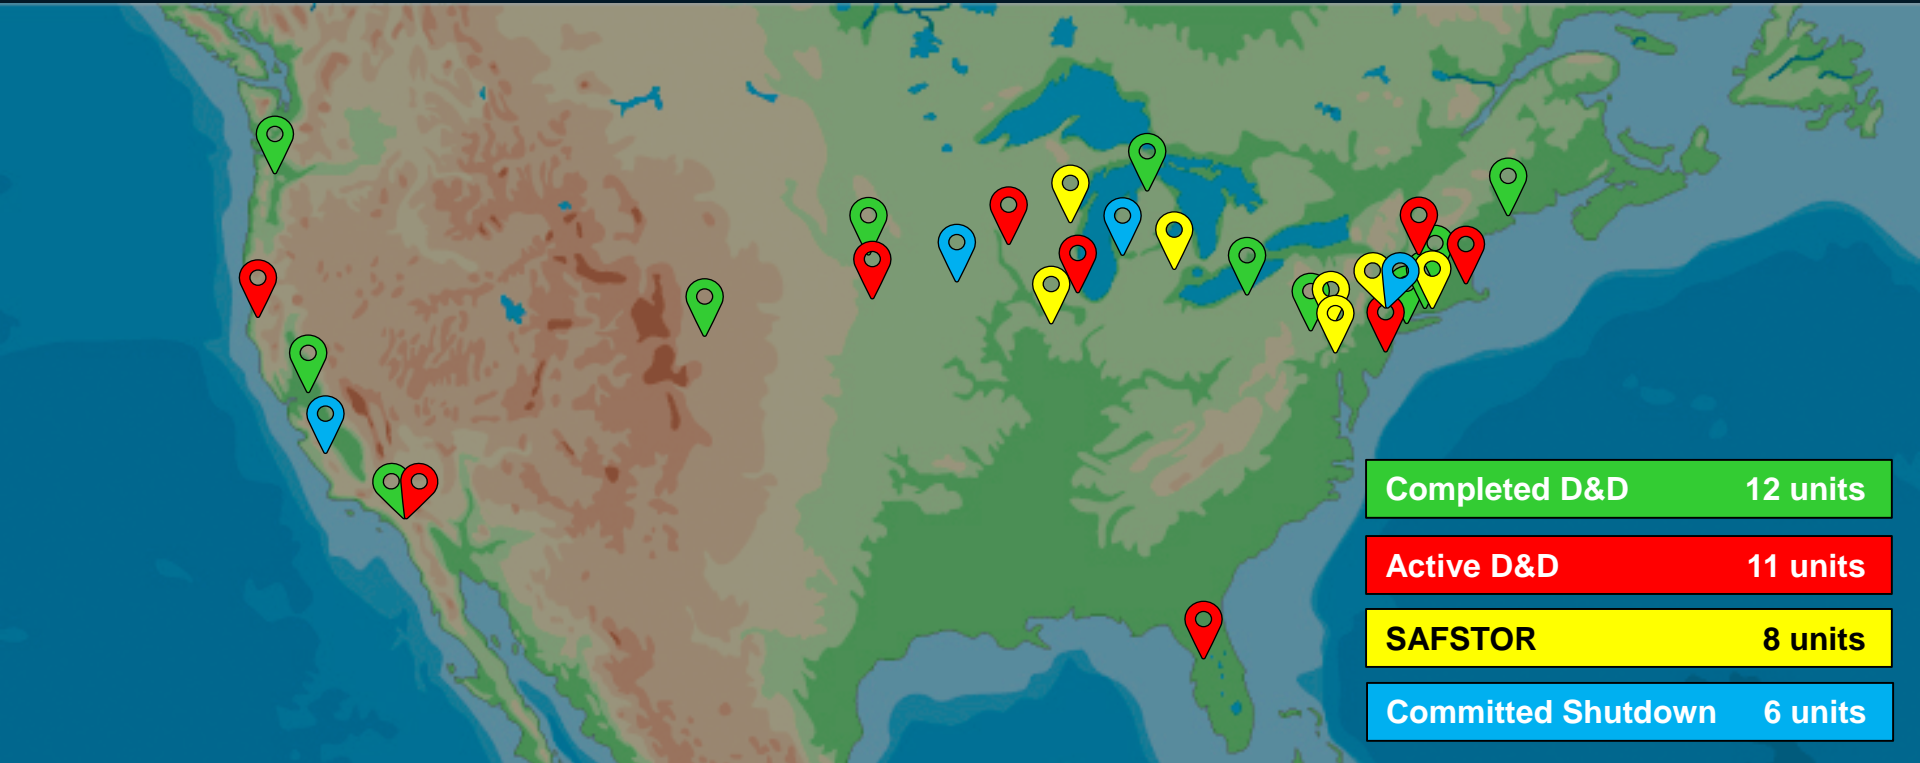 Completed D&D 12 units
Active D&D 11 units
SAFSTOR 8 units
Committed Shutdown 6 units